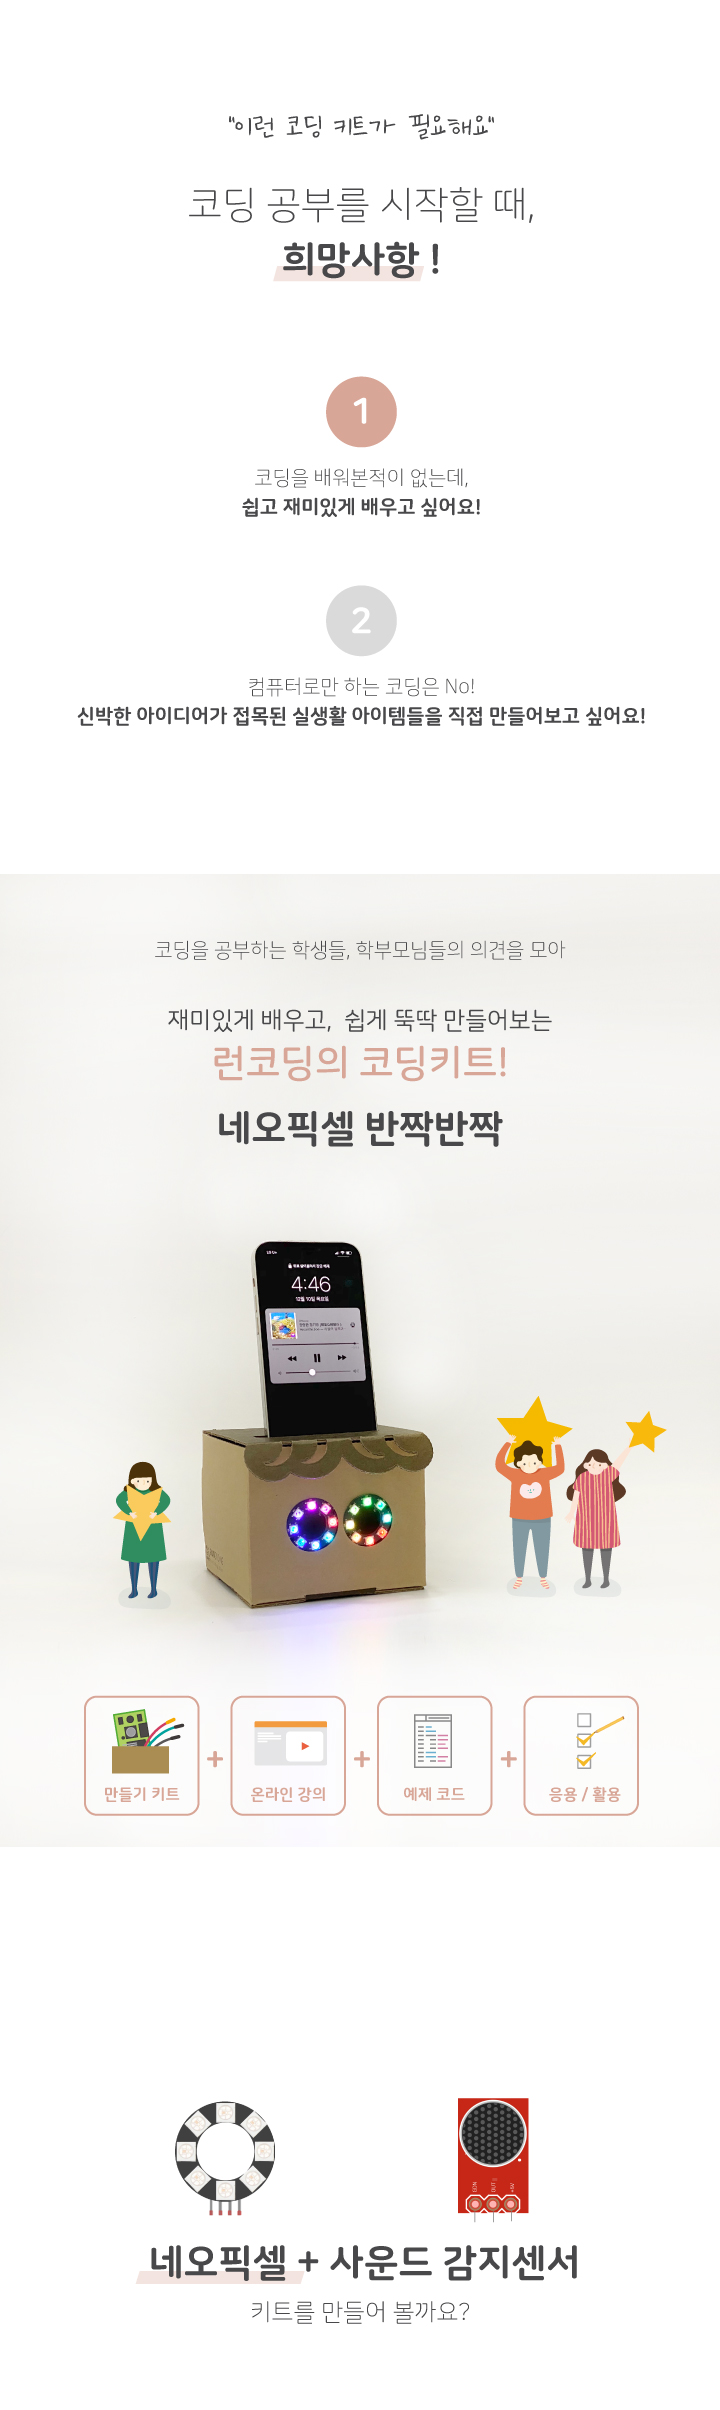 "이런 코딩 키트가 필요해요"
코딩 공부를 시작할 때,
희망사항 !
1
코딩을 배워본적이 없는데,
쉽고 재미있게 배우고 싶어요!
2
컴퓨터로만 하는 코딩은 No!
신박한 아이디어가 접목된 실생활 아이템들을 직접 만들어보고 싶어요!
코딩을 공부하는 학생들, 학부모님들의 의견을 모아
재미있게 배우고, 쉽게 뚝딱 만들어보는
런코딩의 코딩키트!
네오픽셀 반짝반짝
4:46
12월 10일 목요일
만들기 키트
+
온라인 강의
+
예제 코드
+
응용 / 활용
네오픽셀 + 사운드 감지센서
키트를 만들어 볼까요?